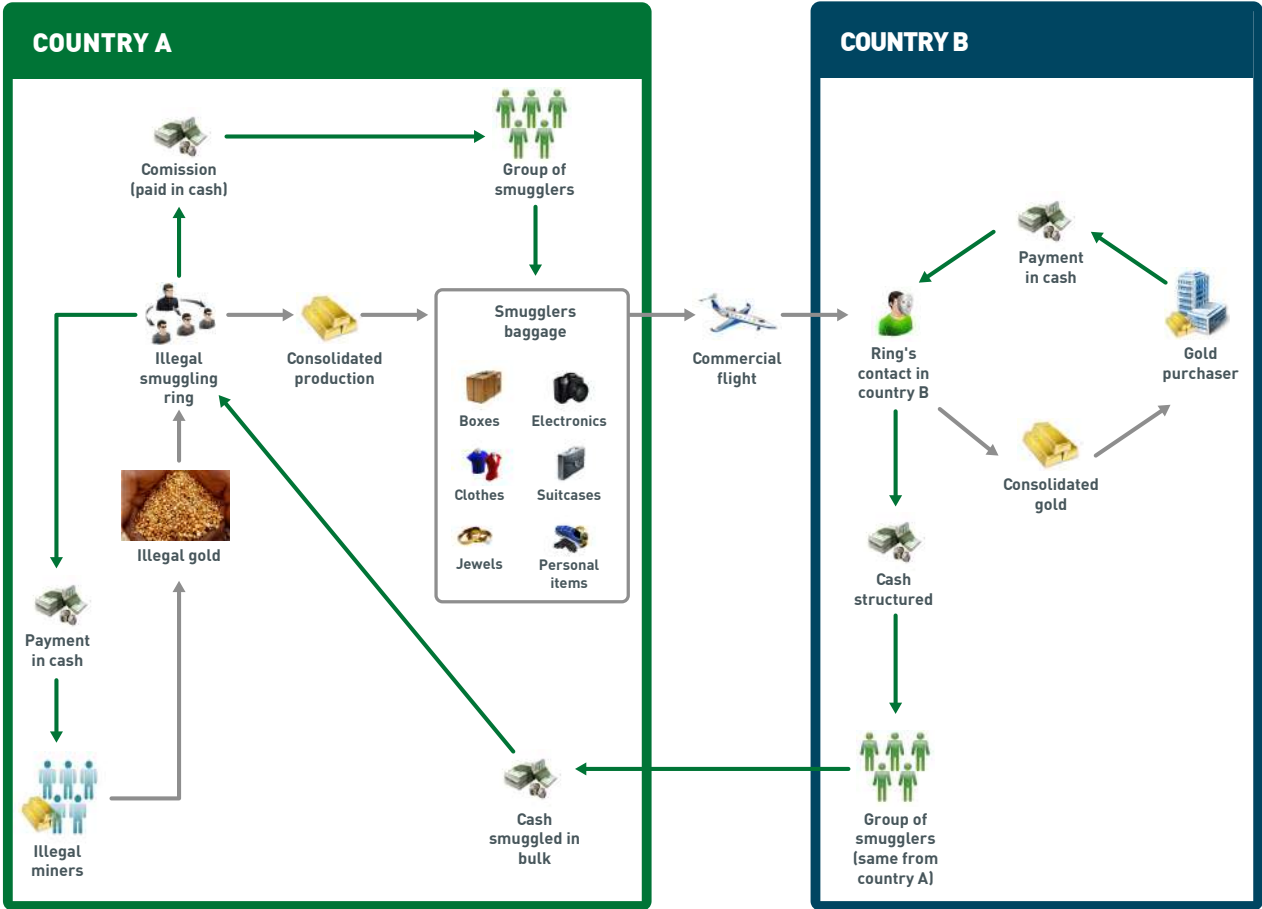 COUNTRY A
Comission
(paid in cash)
Group of
smugglers
Illegal
smuggling
ring
Consolidated
production
Smugglers
baggage
Boxes
Electronics
Clothes
Suitcases
Jewels
Personal
items
Illegal gold
Payment
in cash
Illegal
miners
Cash
smuggled in
bulk
Commercial
flight
COUNTRY B
Payment
in cash
Ring's
contact in
country B
Gold
purchaser
Consolidated
gold
Cash
structured
Group of
smugglers
(same from
country A)